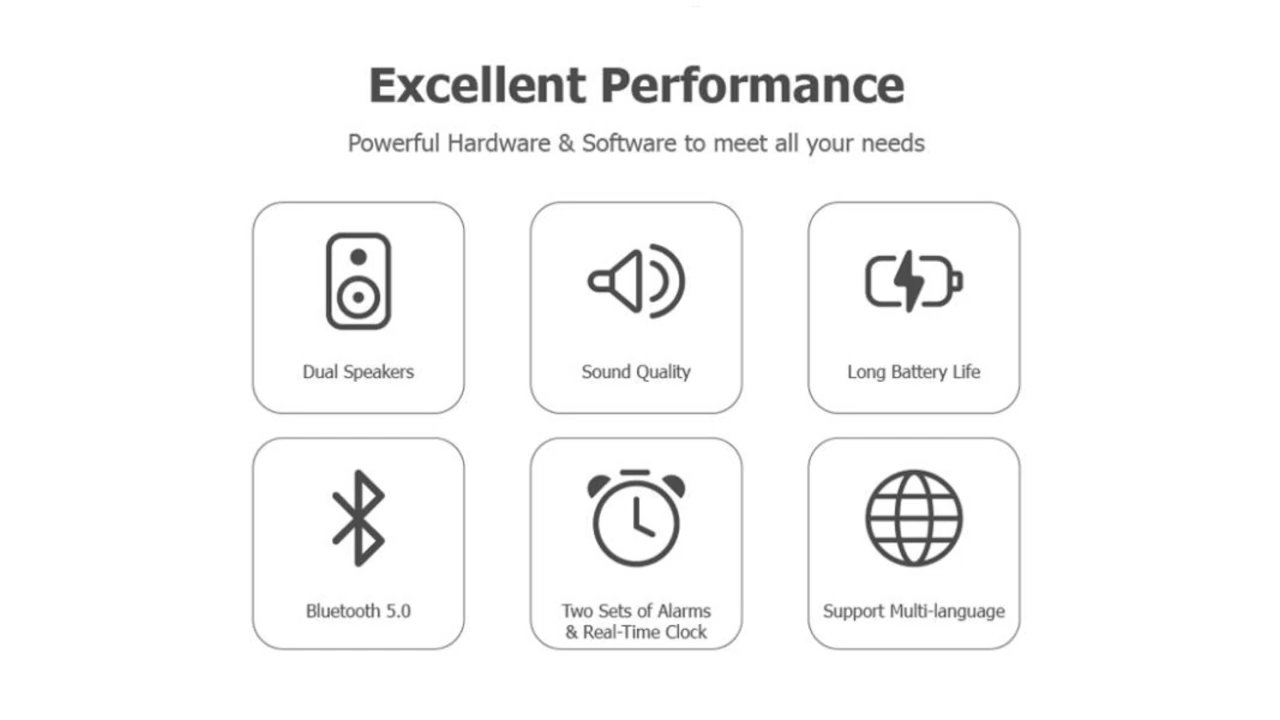 Excellent Performance
Powerful Hardware & Software to meet all your needs
Dual Speakers
Sound Quality
Long Battery Life
Bluetooth 5.0
Two Sets of Alarms
& Real-Time Clock
Support Multi-language